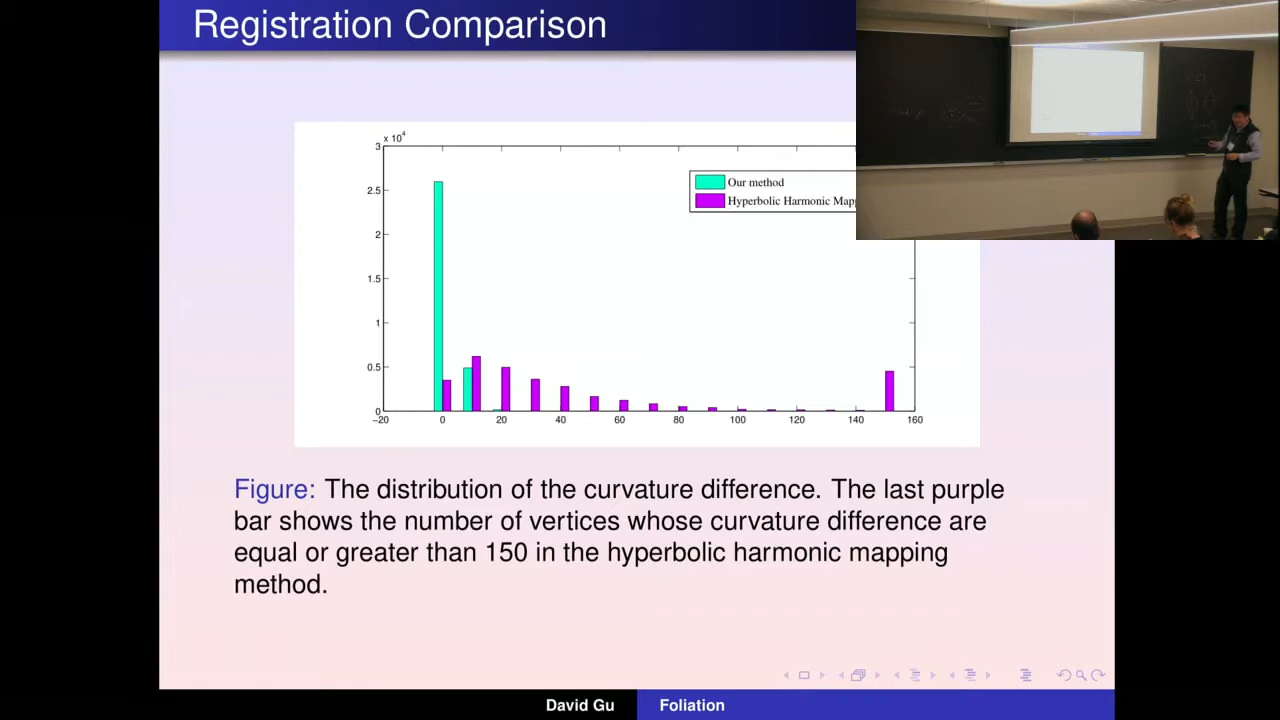 Registration Comparison
x 10^4
3
2.5
2
1.5
1
0.5
0
−20 0 20 40 60 80 100 120 140 160
Our method
Hyperbolic Harmonic
Figure: The distribution of the curvature difference. The last purple
bar shows the number of vertices whose curvature difference are
equal or greater than 150 in the hyperbolic harmonic mapping
method.
David Gu
Foliation